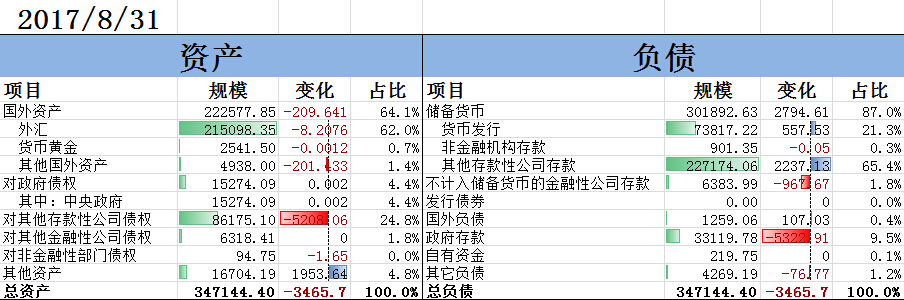 2017/8/31
资产 负债
项目 规模 变化 占比 项目 规模 变化 占比
国外资产 222577.85 -209.641 64.1% 储备货币 301892.63 2794.61 87.0%
外汇 215098.35 -8.2076 62.0% 货币发行 73817.22 557.53 21.3%
货币黄金 2541.50 -0.0012 0.7% 非金融机构存款 901.35 -0.05 0.3%
其他国外资产 4938.00 -201.433 1.4% 其他存款性公司存款 227174.06 2237.13 65.4%
对政府债权 15274.09 0.002 4.4% 不计入储备货币的金融性公司存款 6383.99 -967.67 1.8%
其中：中央政府 15274.09 0.002 4.4% 发行债券 0.00 0 0.0%
对其他存款性公司债权 86175.10 -5208.06 24.8% 国外负债 1259.06 107.03 0.4%
对其他金融性公司债权 6318.41 0 1.8% 政府存款 33119.78 -5322.91 9.5%
对非金融性部门债权 94.75 -1.65 0.0% 自有资金 219.75 0 0.1%
其他资产 16704.19 1953.64 4.8% 其它负债 4269.19 -76.77 1.2%
总资产 347144.40 -3465.7 100.0% 总负债 347144.40 -3465.7 100.0%